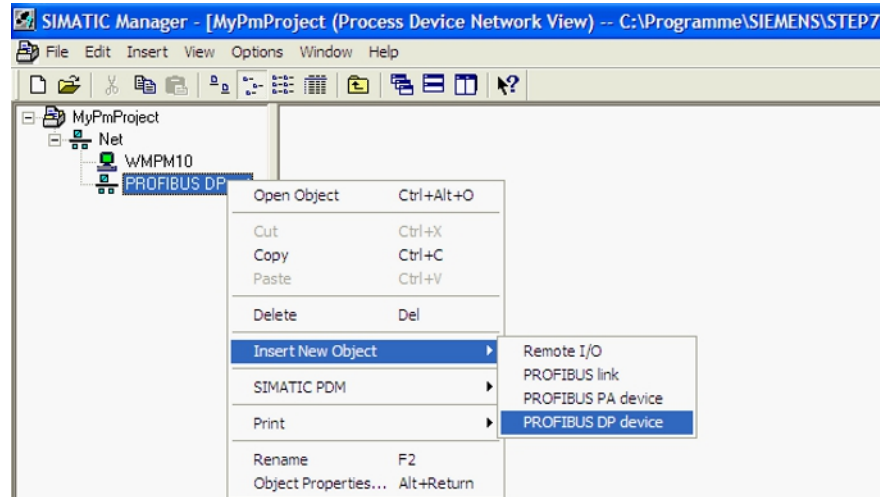 SIMATIC Manager - [MyPmProject (Process Device Network View) -- C:\Programme\SIEMENS\STEP7
File Edit Insert View Options Window Help
MyPmProject
Net
WMPM10
PROFIBUS DP
Open Object Ctrl+Alt+O
Cut Ctrl+X
Copy Ctrl+C
Paste Ctrl+V
Delete Del
Insert New Object
Remote I/O
PROFIBUS link
PROFIBUS PA device
PROFIBUS DP device
SIMATIC PDM
Print
Rename F2
Object Properties... Alt+Return